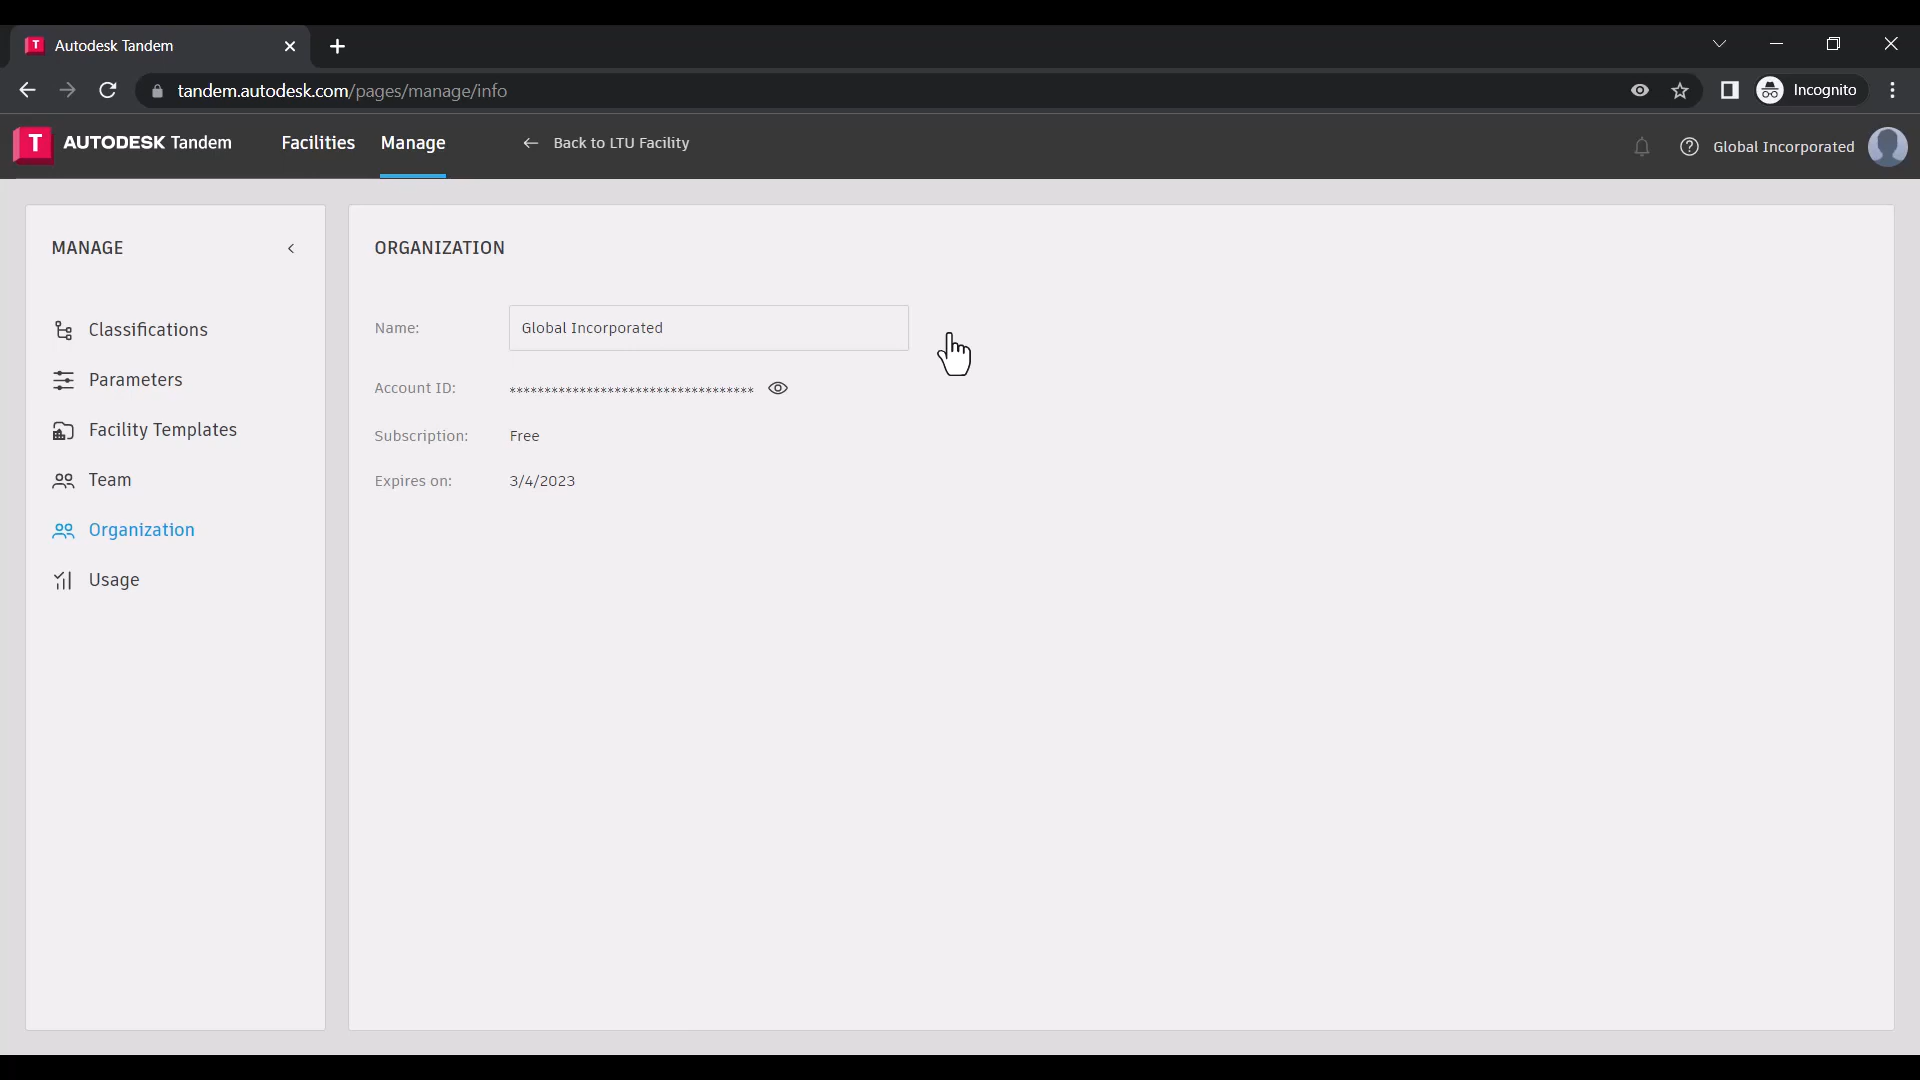 T Autodesk Tandem
tandem.autodesk.com/pages/manage/info
Incognito
T AUTODESK Tandem
Facilities
Manage
Back to LTU Facility
Global Incorporated
MANAGE
Classifications
Parameters
Facility Templates
Team
Organization
Usage
ORGANIZATION
Name: Global Incorporated
Account ID: ***********************************
Subscription: Free
Expires on: 3/4/2023